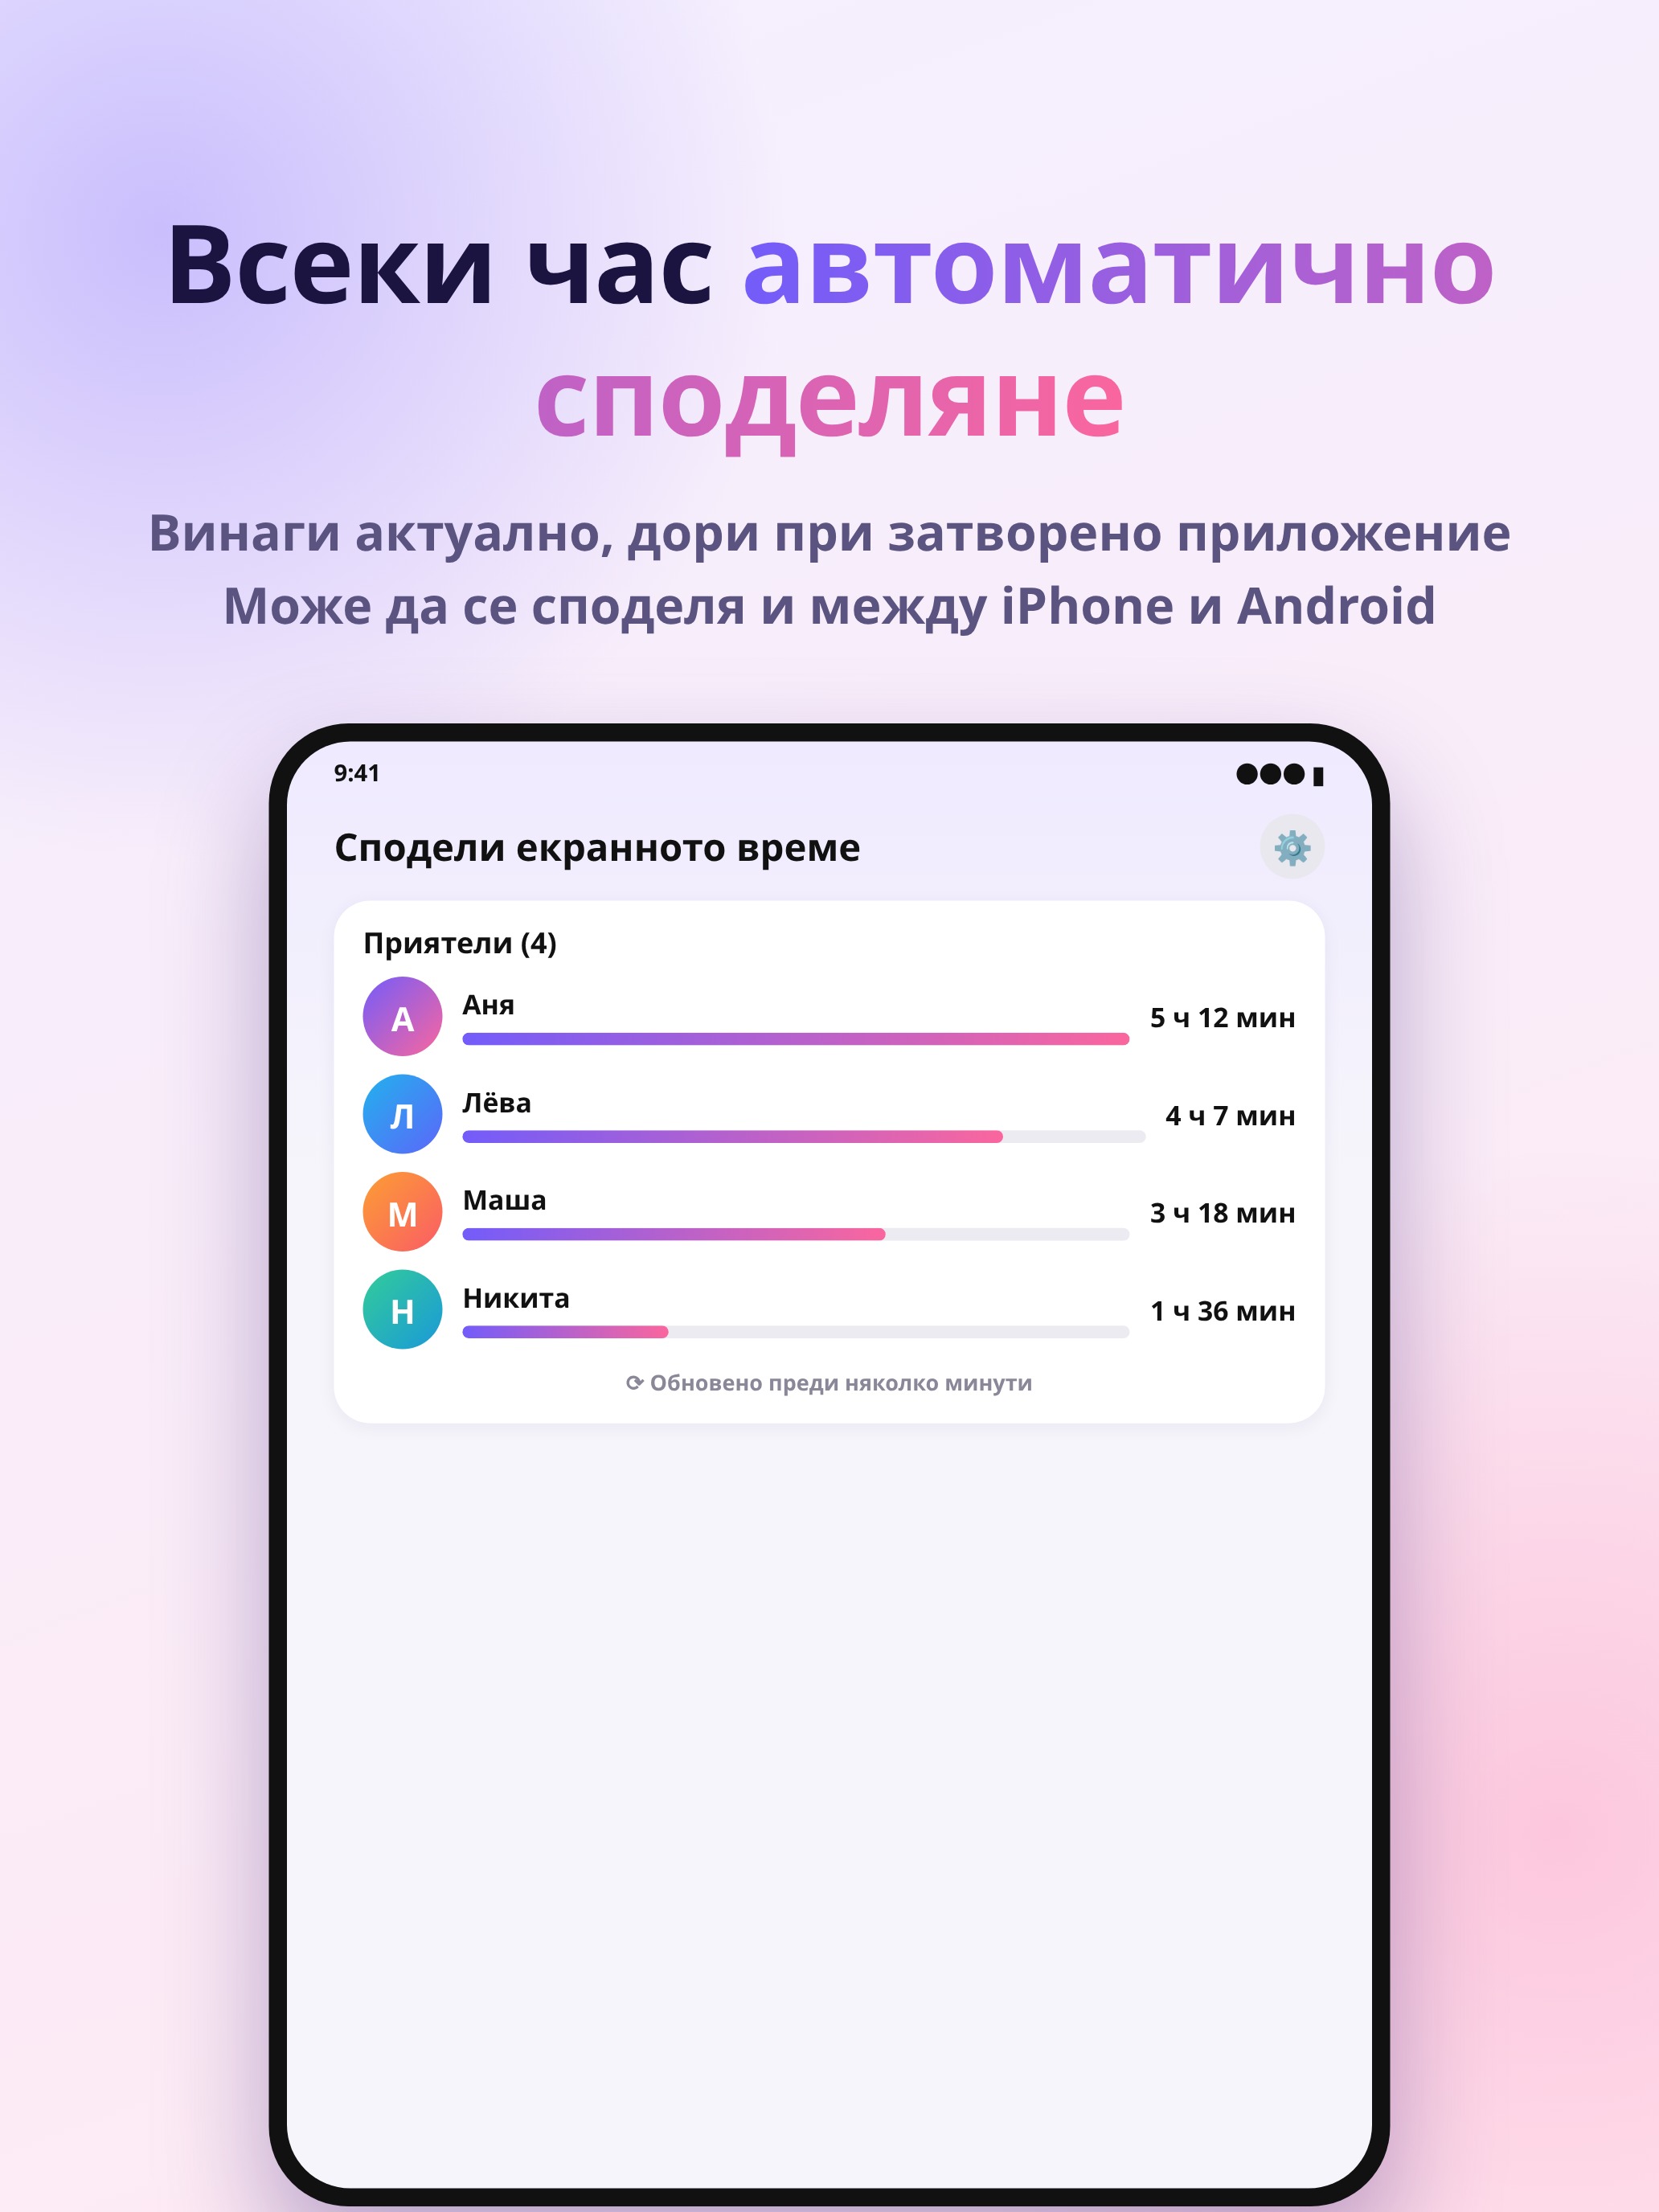 Всеки час автоматично
споделяне
Винаги актуално, дори при затворено приложение
Може да се споделя и между iPhone и Android
9:41
Сподели екранното време
Приятели (4)
А
Аня
5 ч 12 мин
Л
Лёва
4 ч 7 мин
М
Маша
3 ч 18 мин
Н
Никита
1 ч 36 мин
⟳ Обновено преди няколко минути